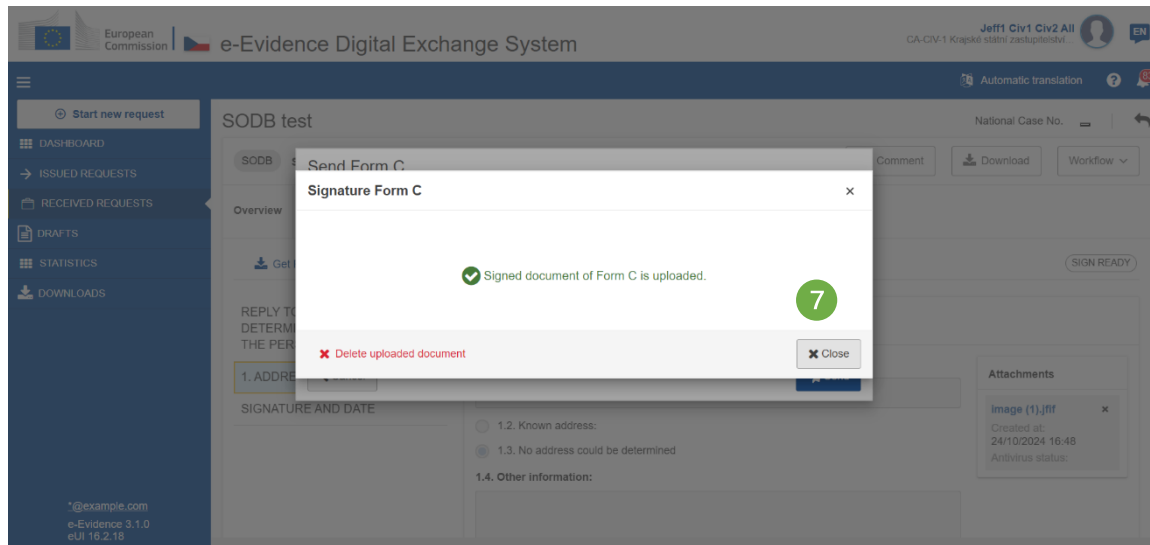 European
Commission
e-Evidence Digital Exchange System
Jeff1 Civ1 Civ2 All
CA-CIV-1 Krajské státní zastupitelství...
EN
Automatic translation
Start new request
SODB test
National Case No.
DASHBOARD
SODB
Send Form C
Comment
Download
Workflow
ISSUED REQUESTS
Signature Form C
RECEIVED REQUESTS
Overview
DRAFTS
STATISTICS
Get
Signed document of Form C is uploaded.
SIGN READY
DOWNLOADS
7
REPLY TO
DETERMI
THE PER
Delete uploaded document
Close
1. ADDRE
Attachments
SIGNATURE AND DATE
Image (1).jfif
1.2. Known address:
Created at:
24/10/2024 16:48
1.3. No address could be determined
Antivirus status:
1.4. Other information:
*@example.com
e-Evidence 3.1.0
eUI 16.2.18